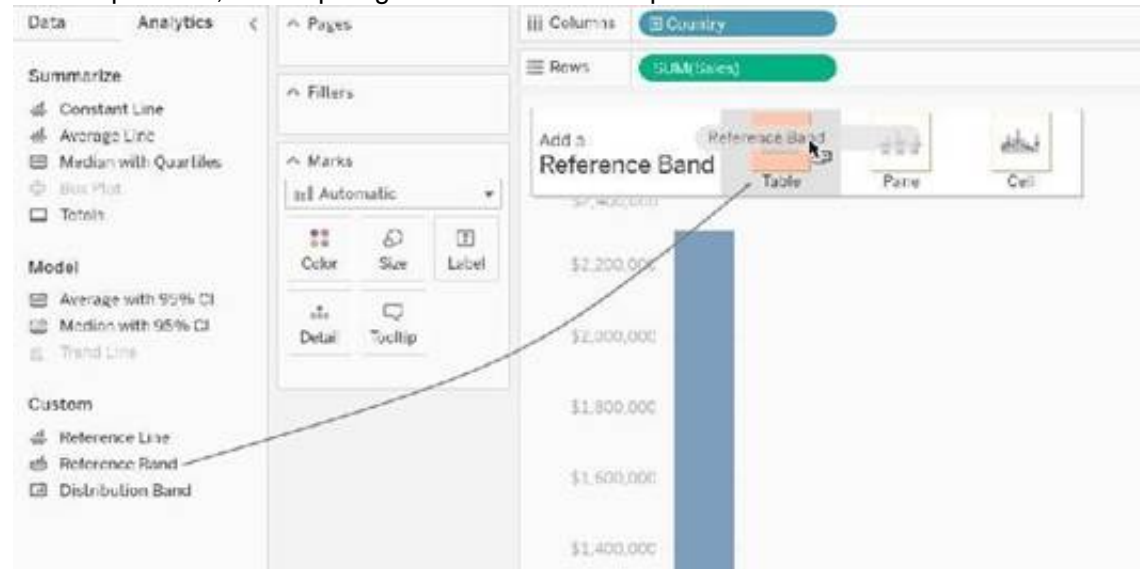 Data Analytics
Pages
Columns Country
Rows SUM(Sales)
Summarize
Constant Line
Average Line
Median with Quartiles
Box Plot
Totals
Filters
Marks
Automatic
Color Size Label
Detail Tooltip
Model
Average with 95% CI
Median with 95% CI
Trend Line
Custom
Reference Line
Reference Band
Distribution Band
Add a
Reference Band
Reference Band
Table Pane Cell
$2,400,000
$2,200,000
$2,000,000
$1,800,000
$1,600,000
$1,400,000